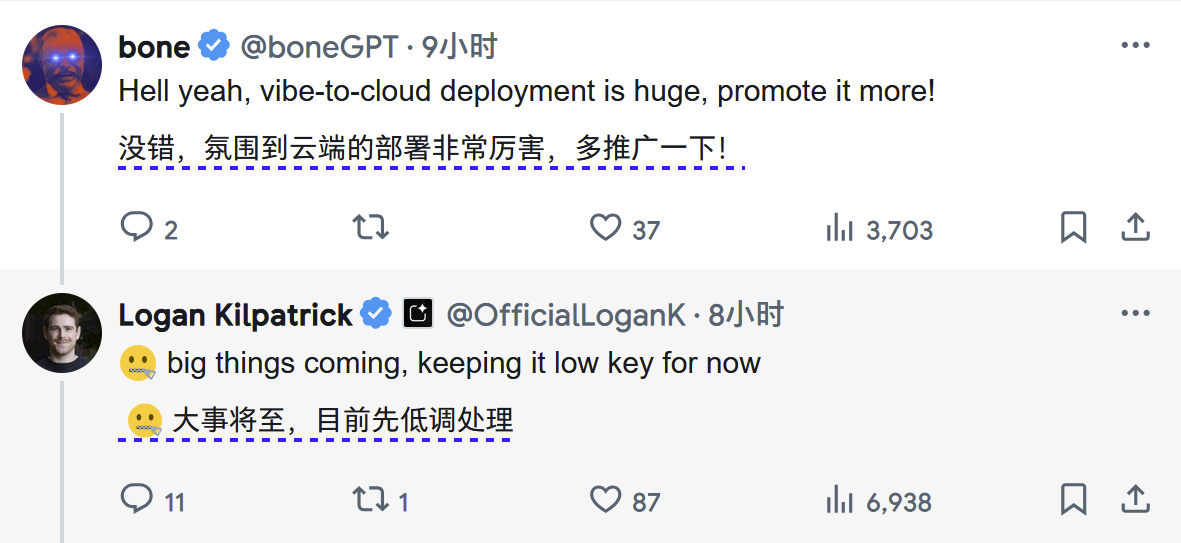 bone @boneGPT · 9小时
Hell yeah, vibe-to-cloud deployment is huge, promote it more!
没错，氛围到云端的部署非常厉害，多推广一下！
2 37 3,703
Logan Kilpatrick @OfficialLoganK · 8小时
🤐 big things coming, keeping it low key for now
🤐 大事将至，目前先低调处理
11 1 87 6,938